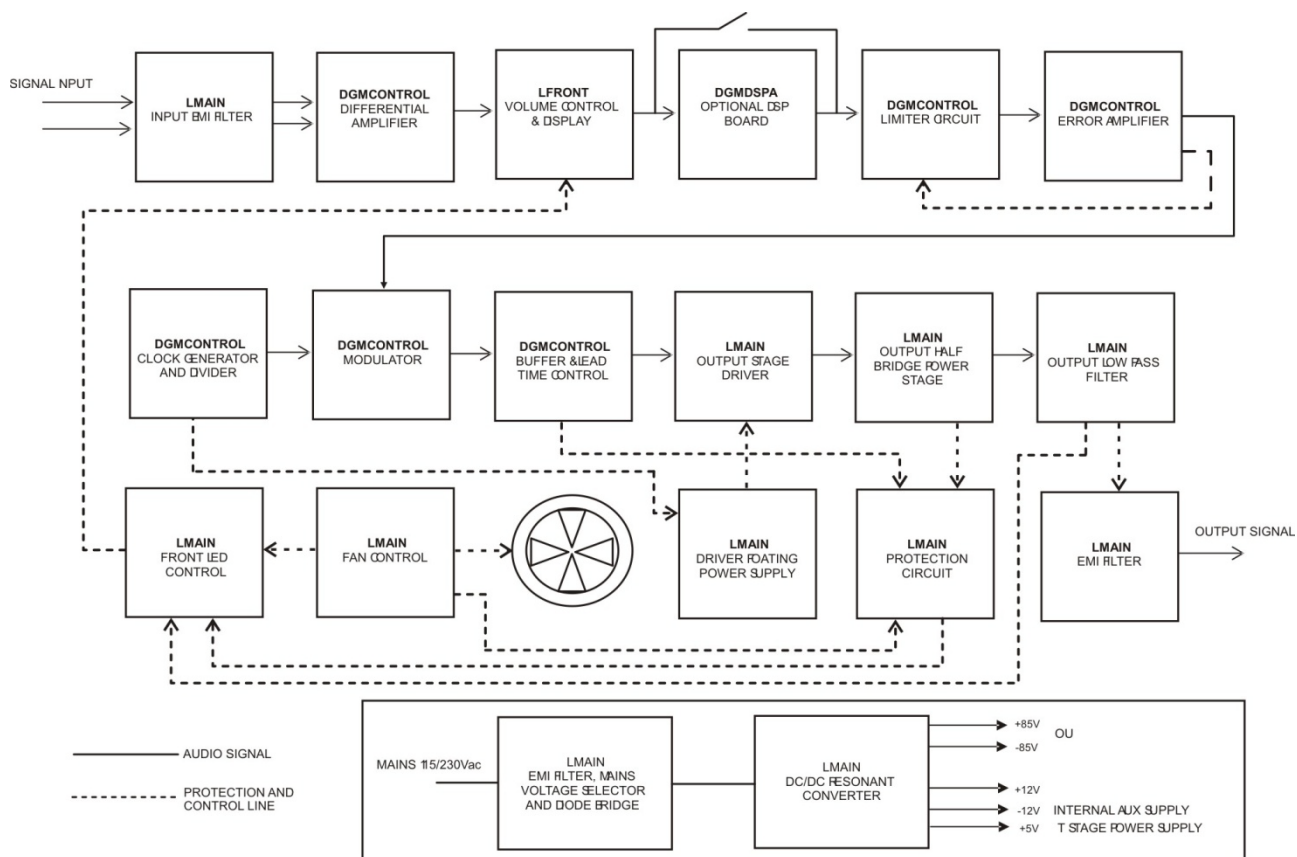 SIGNAL NPUT
LMAIN
INPUT EMI FILTER
DGMCONTROL
DIFFERENTIAL
AMPLIFIER
LFRONT
VOLUME CONTROL
& DISPLAY
DGMDSPA
OPTIONAL DSP
BOARD
DGMCONTROL
LIMITER CIRCUIT
DGMCONTROL
ERROR AMPLIFIER
DGMCONTROL
CLOCK GENERATOR
AND DIVIDER
DGMCONTROL
MODULATOR
DGMCONTROL
BUFFER & LEAD
TIME CONTROL
LMAIN
OUTPUT STAGE
DRIVER
LMAIN
OUTPUT HALF
BRIDGE POWER
STAGE
LMAIN
OUTPUT LOW PASS
FILTER
LMAIN
FRONT LED
CONTROL
LMAIN
FAN CONTROL
LMAIN
DRIVER FOATING
POWER SUPPLY
LMAIN
PROTECTION
CIRCUIT
LMAIN
EMI FILTER
OUTPUT SIGNAL
AUDIO SIGNAL
PROTECTION AND
CONTROL LINE
MAINS 115/230Vac
LMAIN
EMI FILTER, MAINS
VOLTAGE SELECTOR
AND DIODE BRIDGE
LMAIN
DC/DC RESONANT
CONVERTER
+85V
OU
-85V
+12V
-12V INTERNAL AUX SUPPLY
+5V T STAGE POWER SUPPLY